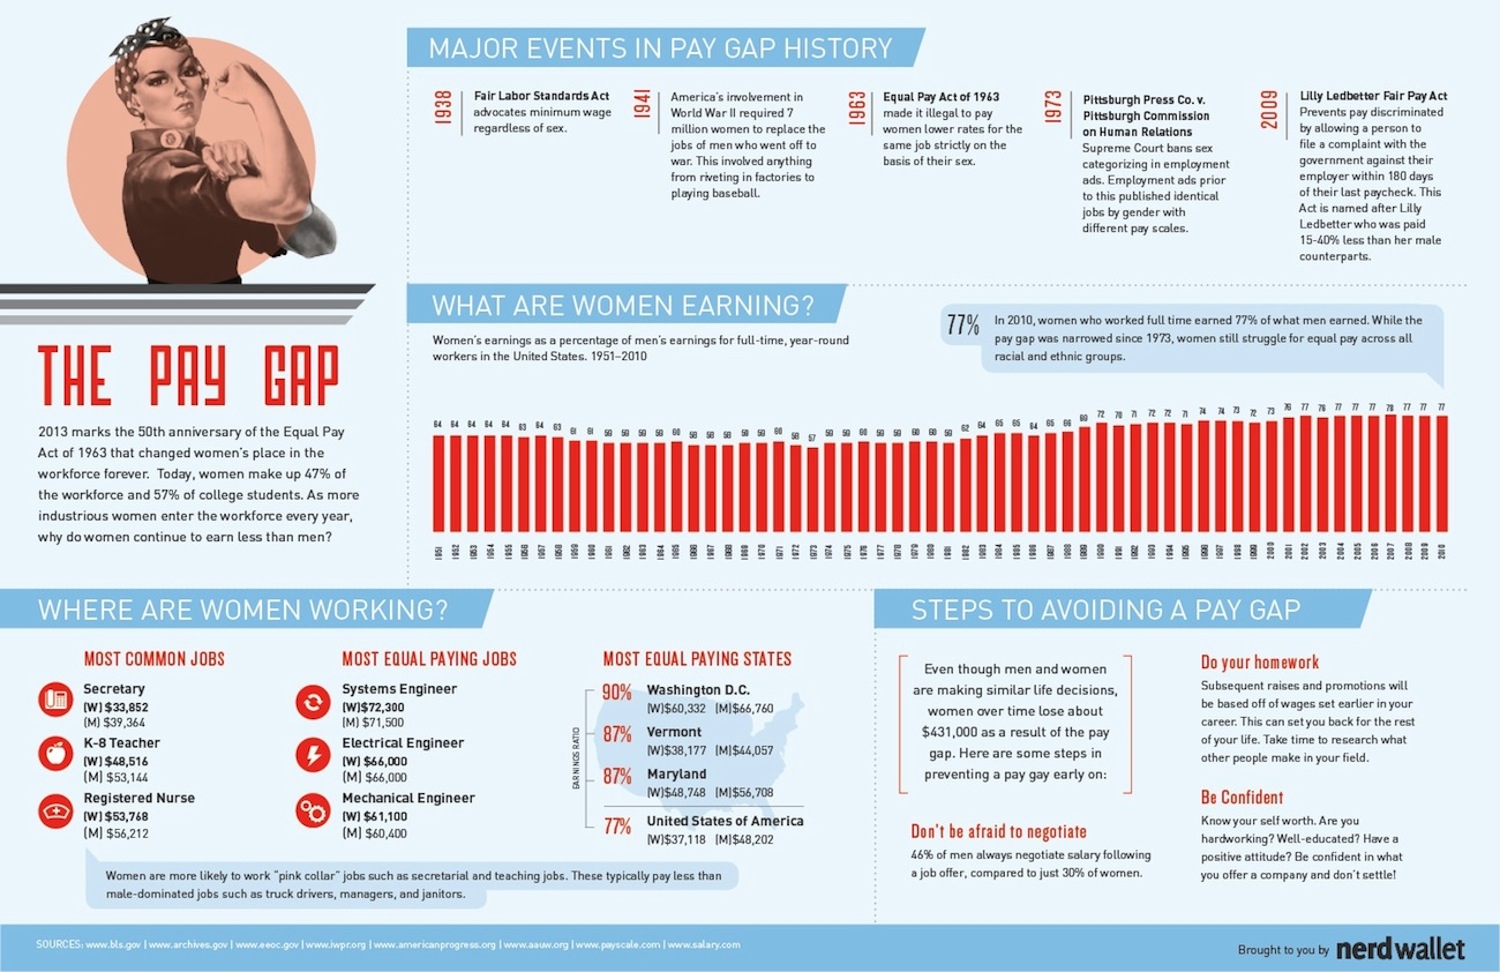 MAJOR EVENTS IN PAY GAP HISTORY
1938
Fair Labor Standards Act
advocates minimum wage
regardless of sex.
1941
America's involvement in
World War II required 7
million women to replace the
jobs of men who went off to
war. This involved anything
from riveting in factories to
playing baseball.
1963
Equal Pay Act of 1963
made it illegal to pay
women lower rates for the
same job strictly on the
basis of their sex.
1973
Pittsburgh Press Co. v.
Pittsburgh Commission
on Human Relations
Supreme Court bans sex
categorizing in employment
ads. Employment ads prior
to this published identical
jobs by gender with
different pay scales.
2009
Lilly Ledbetter Fair Pay Act
Prevents pay discriminated
by allowing a person to
file a complaint with the
government against their
employer within 180 days
of their last paycheck. This
Act is named after Lilly
Ledbetter who was paid
15-40% less than her male
counterparts.
THE PAY GAP
2013 marks the 50th anniversary of the Equal Pay
Act of 1963 that changed women's place in the
workforce forever. Today, women make up 47% of
the workforce and 57% of college students. As more
industrious women enter the workforce every year,
why do women continue to earn less than men?
WHAT ARE WOMEN EARNING?
Women's earnings as a percentage of men's earnings for full-time, year-round
workers in the United States. 1951–2010
77%
In 2010, women who worked full time earned 77% of what men earned. While the
pay gap was narrowed since 1973, women still struggle for equal pay across all
racial and ethnic groups.
64 64 64 64 64 63 64 63 61 61 59 59 59 59 60 58 58 58 59 59 60 58 57 59 59 60 59 59 60 60 59 62 64 65 65 64 65 66 69 72 70 71 72 72 71 74 74 73 72 73 76 77 76 77 77 77 78 77 77 77
1951 1952 1953 1954 1955 1956 1957 1958 1959 1960 1961 1962 1963 1964 1965 1966 1967 1968 1969 1970 1971 1972 1973 1974 1975 1976 1977 1978 1979 1980 1981 1982 1983 1984 1985 1986 1987 1988 1989 1990 1991 1992 1993 1994 1995 1996 1997 1998 1999 2000 2001 2002 2003 2004 2005 2006 2007 2008 2009 2010
WHERE ARE WOMEN WORKING?
MOST COMMON JOBS
Secretary
(W) $33,852
(M) $39,364
K-8 Teacher
(W) $48,516
(M) $53,144
Registered Nurse
(W) $53,768
(M) $56,212
MOST EQUAL PAYING JOBS
Systems Engineer
(W)$72,300
(M) $71,500
Electrical Engineer
(W) $66,000
(M) $66,000
Mechanical Engineer
(W) $61,100
(M) $60,400
MOST EQUAL PAYING STATES
EARNINGS RATIO
90% Washington D.C.
(W)$60,332 (M)$66,760
87% Vermont
(W)$38,177 (M)$44,057
87% Maryland
(W)$48,748 (M)$56,708
77% United States of America
(W)$37,118 (M)$48,202
Women are more likely to work "pink collar" jobs such as secretarial and teaching jobs. These typically pay less than
male-dominated jobs such as truck drivers, managers, and janitors.
STEPS TO AVOIDING A PAY GAP
Even though men and women
are making similar life decisions,
women over time lose about
$431,000 as a result of the pay
gap. Here are some steps in
preventing a pay gay early on:
Don't be afraid to negotiate
46% of men always negotiate salary following
a job offer, compared to just 30% of women.
Do your homework
Subsequent raises and promotions will
be based off of wages set earlier in your
career. This can set you back for the rest
of your life. Take time to research what
other people make in your field.
Be Confident
Know your self worth. Are you
hardworking? Well-educated? Have a
positive attitude? Be confident in what
you offer a company and don't settle!
SOURCES: www.bls.gov | www.archives.gov | www.eeoc.gov | www.iwpr.org | www.americanprogress.org | www.aauw.org | www.payscale.com | www.salary.com
Brought to you by nerdwallet